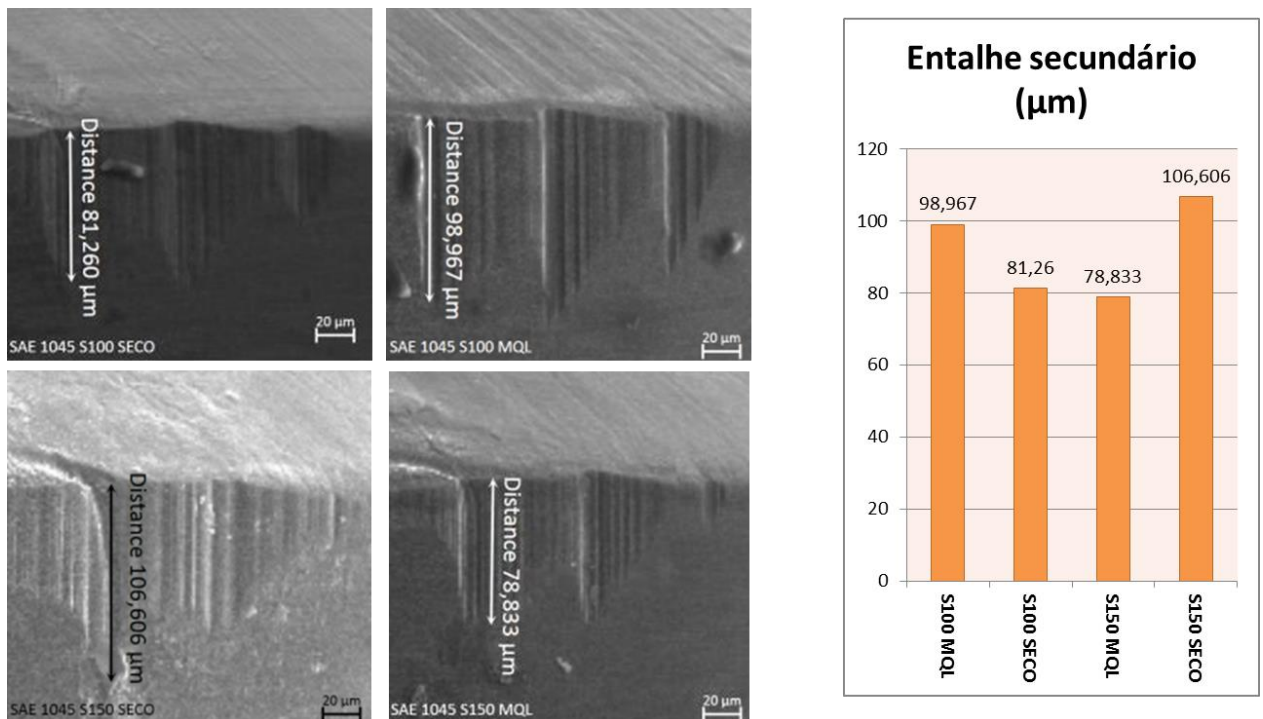 Distance 81,260 µm
20 µm
SAE 1045 S100 SECO
Distance 98,967 µm
20 µm
SAE 1045 S100 MQL
Distance 106,606 µm
20 µm
SAE 1045 S150 SECO
Distance 78,833 µm
20 µm
SAE 1045 S150 MQL
Entalhe secundário
(µm)
120
100
80
60
40
20
0
98,967
81,26
78,833
106,606
S100 MQL
S100 SECO
S150 MQL
S150 SECO